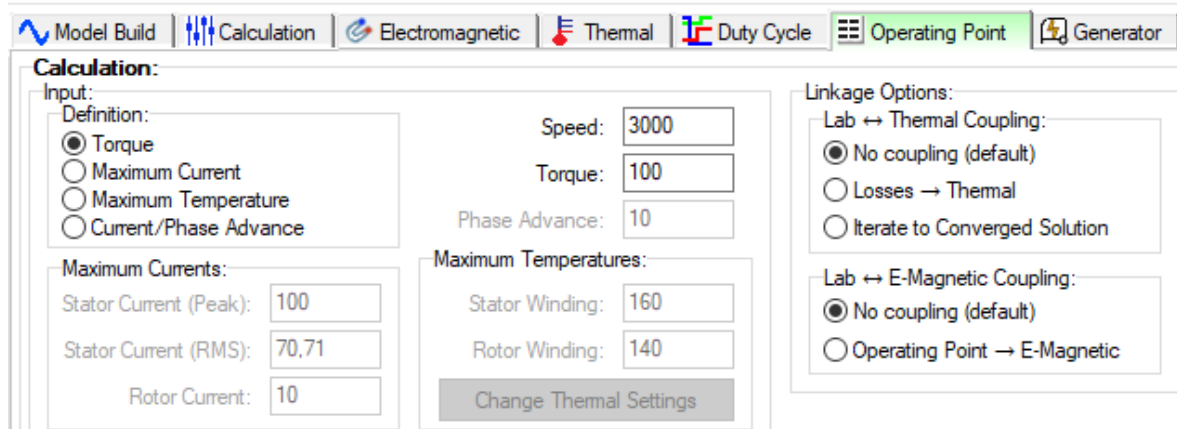 Model Build Calculation Electromagnetic Thermal Duty Cycle Operating Point Generator
Calculation:
Input:
Definition:
Torque
Maximum Current
Maximum Temperature
Current/Phase Advance
Speed: 3000
Torque: 100
Phase Advance: 10
Maximum Currents:
Stator Current (Peak): 100
Stator Current (RMS): 70,71
Rotor Current: 10
Maximum Temperatures:
Stator Winding: 160
Rotor Winding: 140
Change Thermal Settings
Linkage Options:
Lab ↔ Thermal Coupling:
No coupling (default)
Losses → Thermal
Iterate to Converged Solution
Lab ↔ E-Magnetic Coupling:
No coupling (default)
Operating Point → E-Magnetic